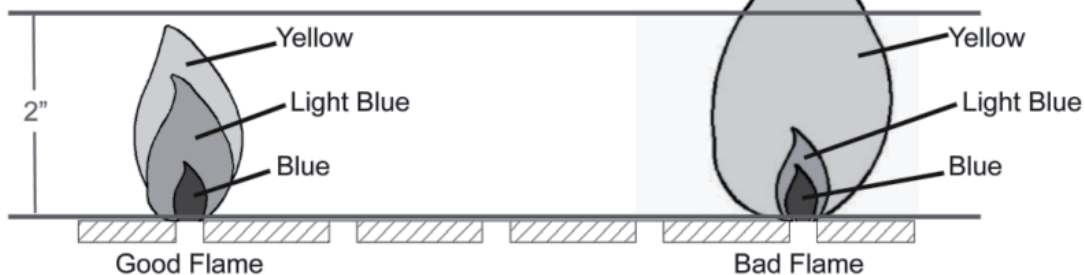 Yellow
Yellow
2”
Light Blue
Light Blue
Blue
Blue
Good Flame
Bad Flame